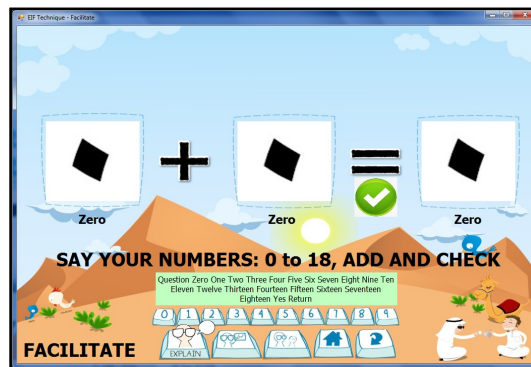 EIF Technique - Facilitate
+ =
Zero Zero Zero
SAY YOUR NUMBERS: 0 to 18, ADD AND CHECK
Question Zero One Two Three Four Five Six Seven Eight Nine Ten
Eleven Twelve Thirteen Fourteen Fifteen Sixteen Seventeen
Eighteen Yes Return
0 1 2 3 4 5 6 7 8 9
EXPLAIN
FACILITATE